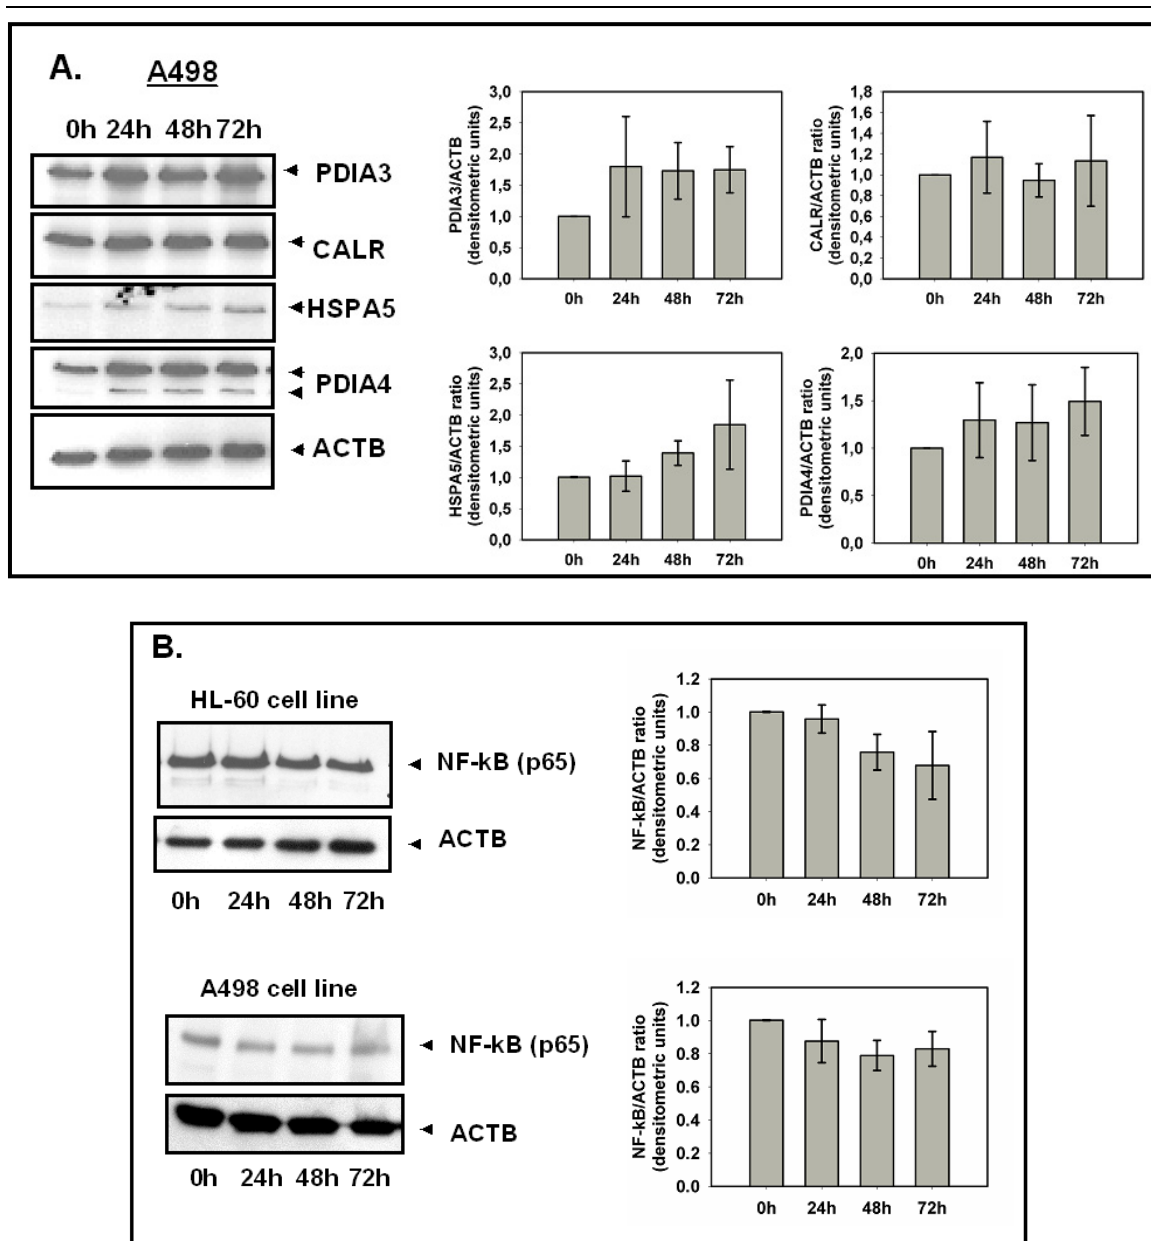 A.
A498
0h 24h 48h 72h
PDIA3
CALR
HSPA5
PDIA4
ACTB
PDIA3/ACTB
(densitometric units)
3,0
2,5
2,0
1,5
1,0
0,5
0,0
0h 24h 48h 72h
CALR/ACTB ratio
(densitometric units)
1,8
1,6
1,4
1,2
1,0
0,8
0,6
0,4
0,2
0,0
0h 24h 48h 72h
HSPA5/ACTB ratio
(densitometric units)
3,0
2,5
2,0
1,5
1,0
0,5
0,0
0h 24h 48h 72h
PDIA4/ACTB ratio
(densitometric units)
2,0
1,5
1,0
0,5
0,0
0h 24h 48h 72h
B.
HL-60 cell line
NF-kB (p65)
ACTB
0h 24h 48h 72h
NF-kB/ACTB ratio
(densitometric units)
1.2
1.0
0.8
0.6
0.4
0.2
0.0
0h 24h 48h 72h
A498 cell line
NF-kB (p65)
ACTB
0h 24h 48h 72h
NF-kB/ACTB ratio
(densitometric units)
1.2
1.0
0.8
0.6
0.4
0.2
0.0
0h 24h 48h 72h